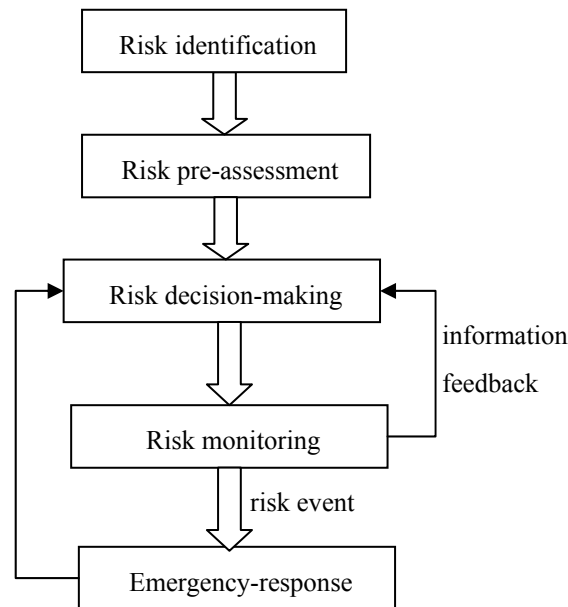 Risk identification
Risk pre-assessment
Risk decision-making
information
feedback
Risk monitoring
risk event
Emergency-response